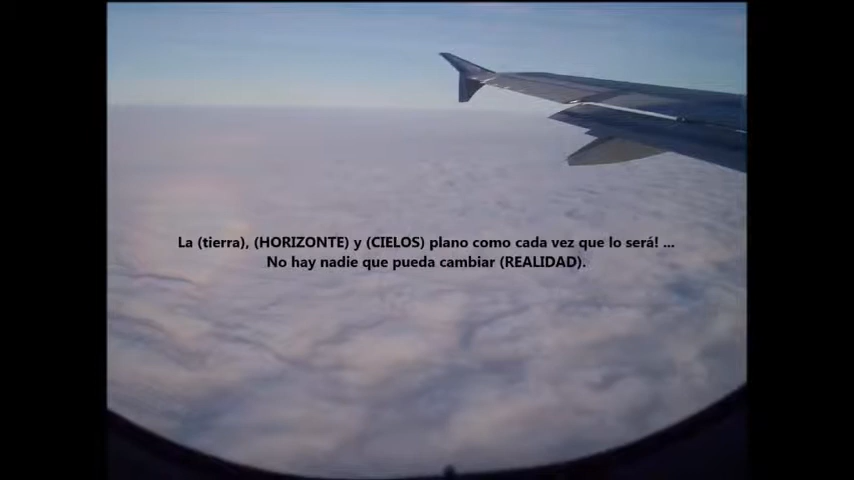 La (tierra), (HORIZONTE) y (CIELOS) plano como cada vez que lo será! ...
No hay nadie que pueda cambiar (REALIDAD).